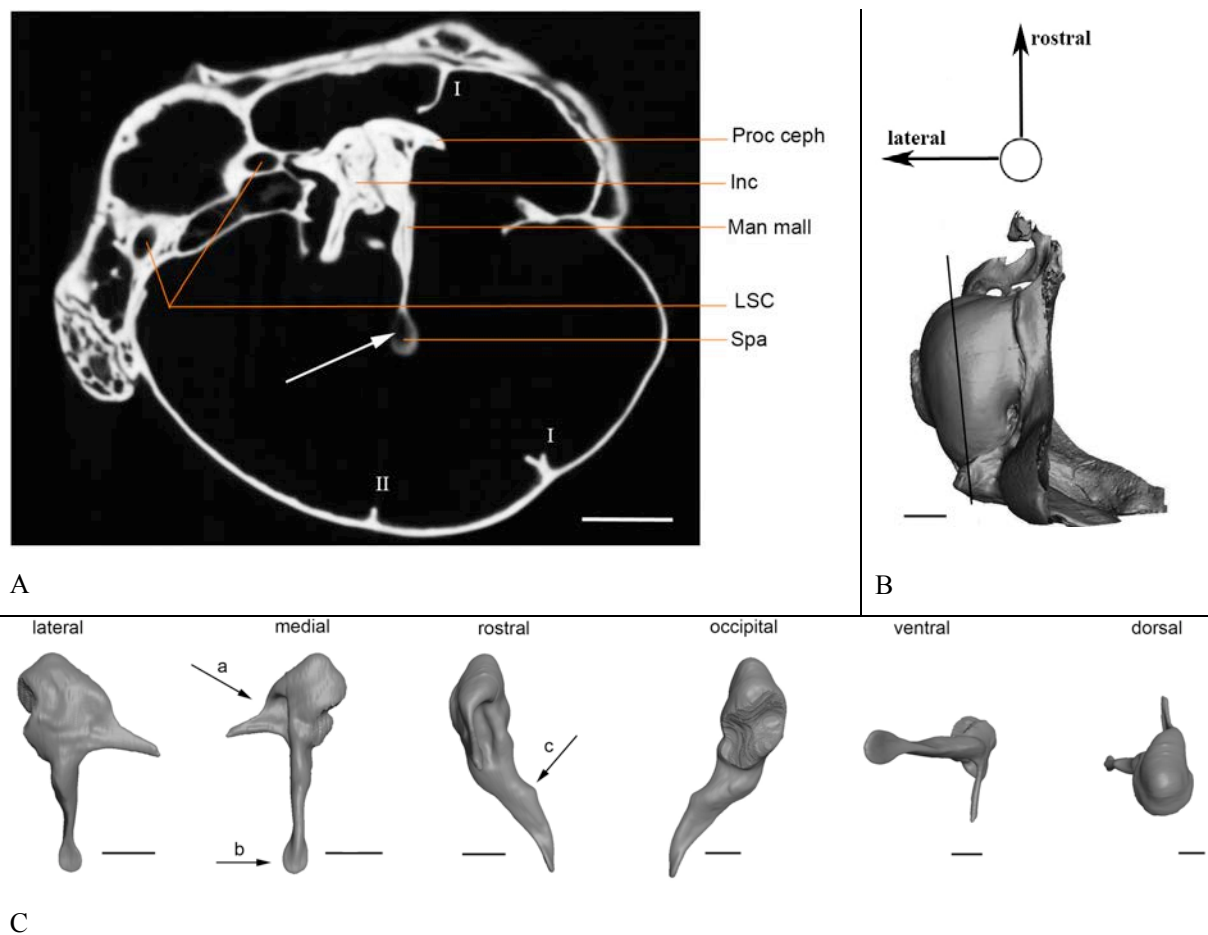 I
Proc ceph
Inc
Man mall
LSC
Spa
I
II
A
rostral
lateral
B
lateral medial rostral occipital ventral dorsal
a
c
b
C